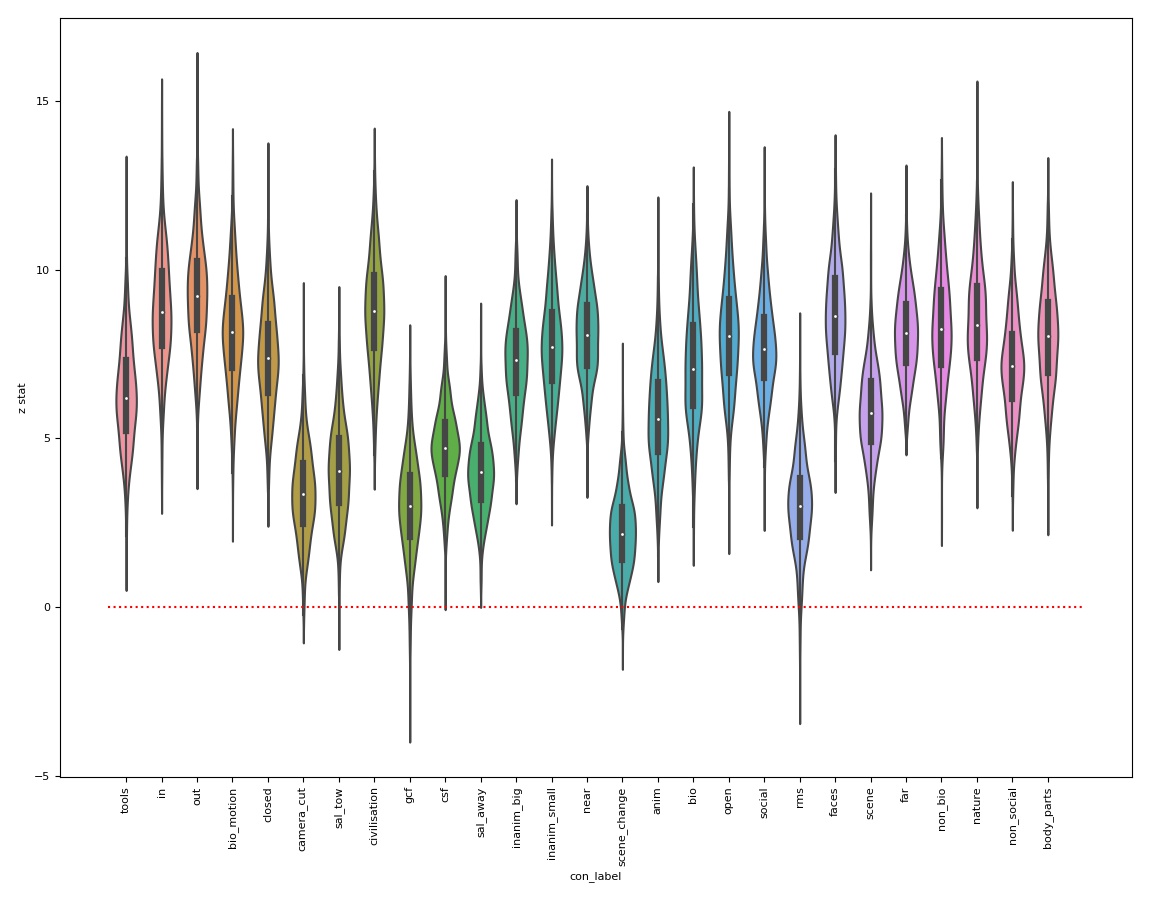 15
10
5
0
−5
z stat
tools
in
out
bio_motion
closed
camera_cut
sal_tow
civilisation
gcf
csf
sal_away
inanim_big
inanim_small
near
scene_change
anim
bio
open
social
rms
faces
scene
far
non_bio
nature
non_social
body_parts
con_label